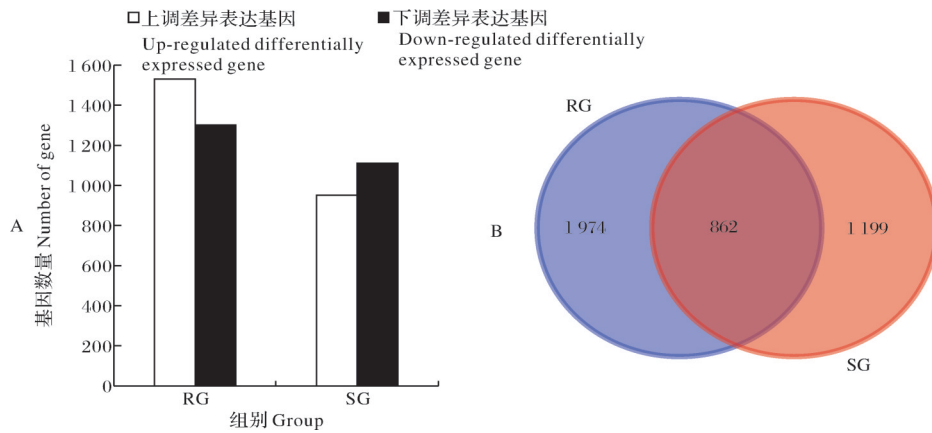 □上调差异表达基因
Up-regulated differentially
expressed gene
■下调差异表达基因
Down-regulated differentially
expressed gene
A
基因数量 Number of gene
1 600
1 400
1 200
1 000
800
600
400
200
0
RG
SG
组别 Group
B
RG
1 974
862
1 199
SG